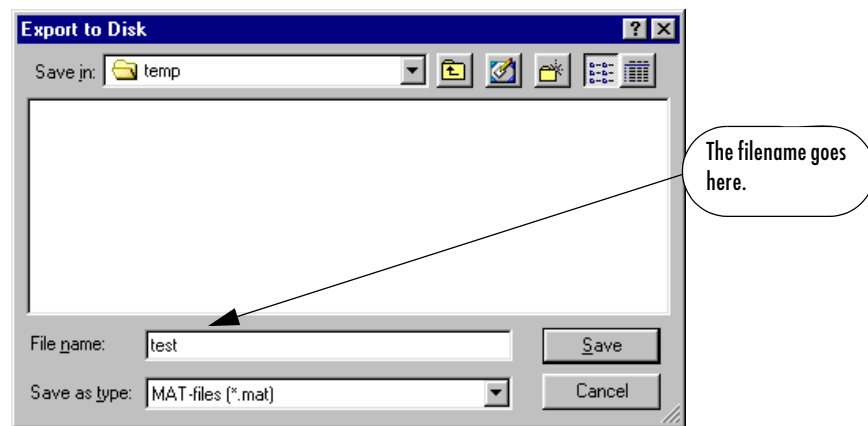 Export to Disk
Save in: temp
The filename goes
here.
File name: test Save
Save as type: MAT-files (*.mat) Cancel